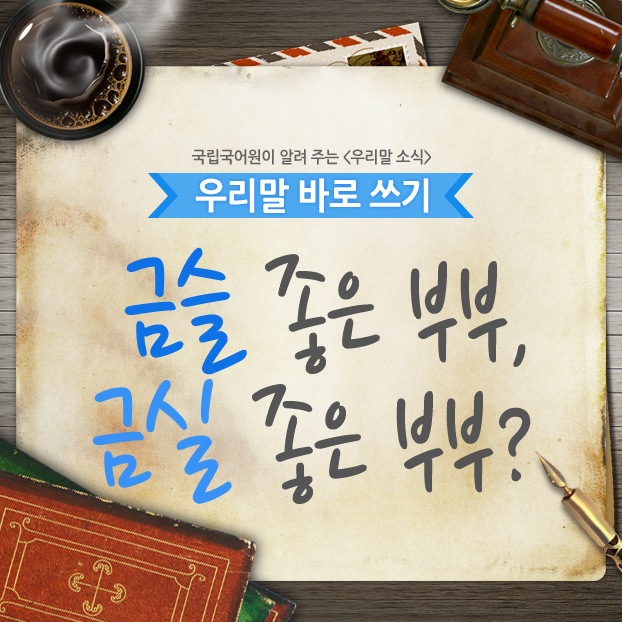 국립국어원이 알려 주는 <우리말 소식>
우리말 바로 쓰기
금슬 좋은 부부,
금실 좋은 부부?